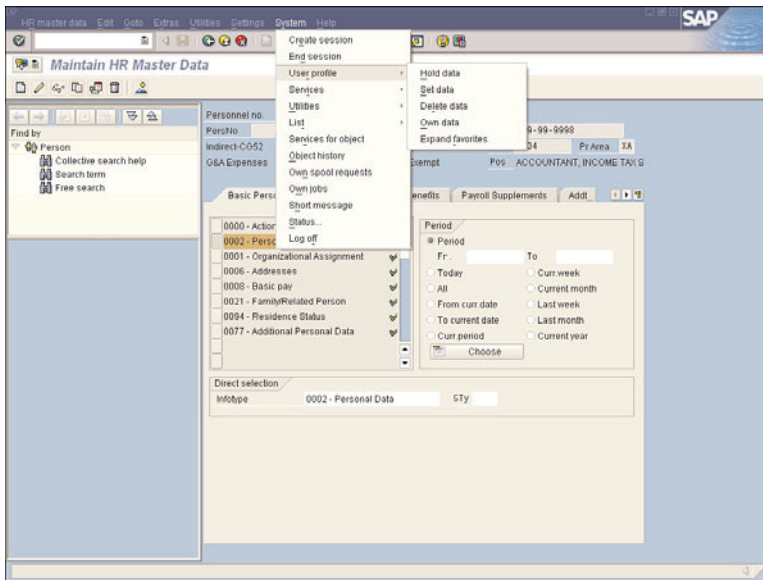 HR master data Edit Goto Extras Utilities Settings System Help
SAP
Create session
End session
User profile
Services
Utilities
List
Services for object
Object history
Own spool requests
Own jobs
Short message
Status...
Log off
Hold data
Set data
Delete data
Own data
Expand favorites
Maintain HR Master Data
Find by
Person
Collective search help
Search term
Free search
Personnel no.
PersNo 9-99-9998
Indirect-CG52 04 Pr Area XA
G&A Expenses Exempt Pos ACCOUNTANT, INCOME TAX S
Basic Perso enefits Payroll Supplements Addt.
0000 - Action
0002 - Perso
0001 - Organizational Assignment
0006 - Addresses
0008 - Basic pay
0021 - Family/Related Person
0094 - Residence Status
0077 - Additional Personal Data
Period
Period
Fr. To
Today Curr.week
All Current month
From curr.date Last week
To current date Last month
Curr.period Current year
Choose
Direct selection
Infotype 0002 - Personal Data STy